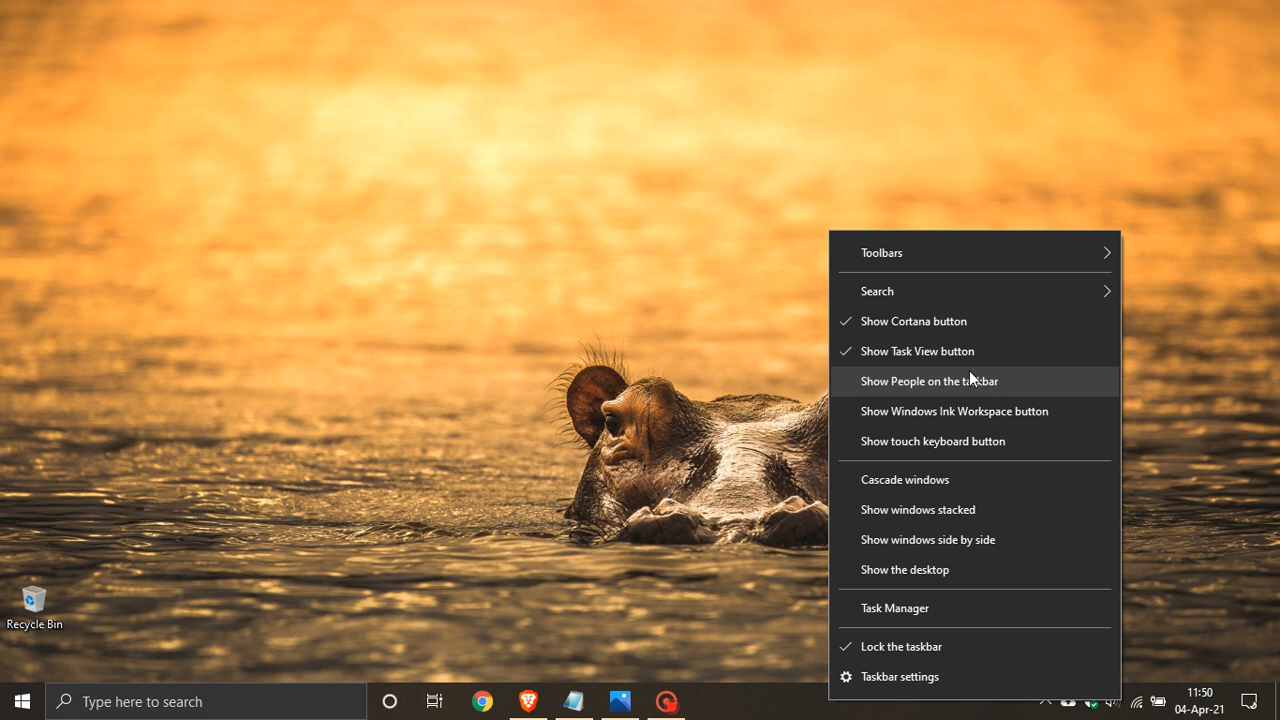 Toolbars
Search
Show Cortana button
Show Task View button
Show People on the taskbar
Show Windows Ink Workspace button
Show touch keyboard button
Cascade windows
Show windows stacked
Show windows side by side
Show the desktop
Task Manager
Lock the taskbar
Taskbar settings
Recycle Bin
Type here to search
11:50
04-Apr-21